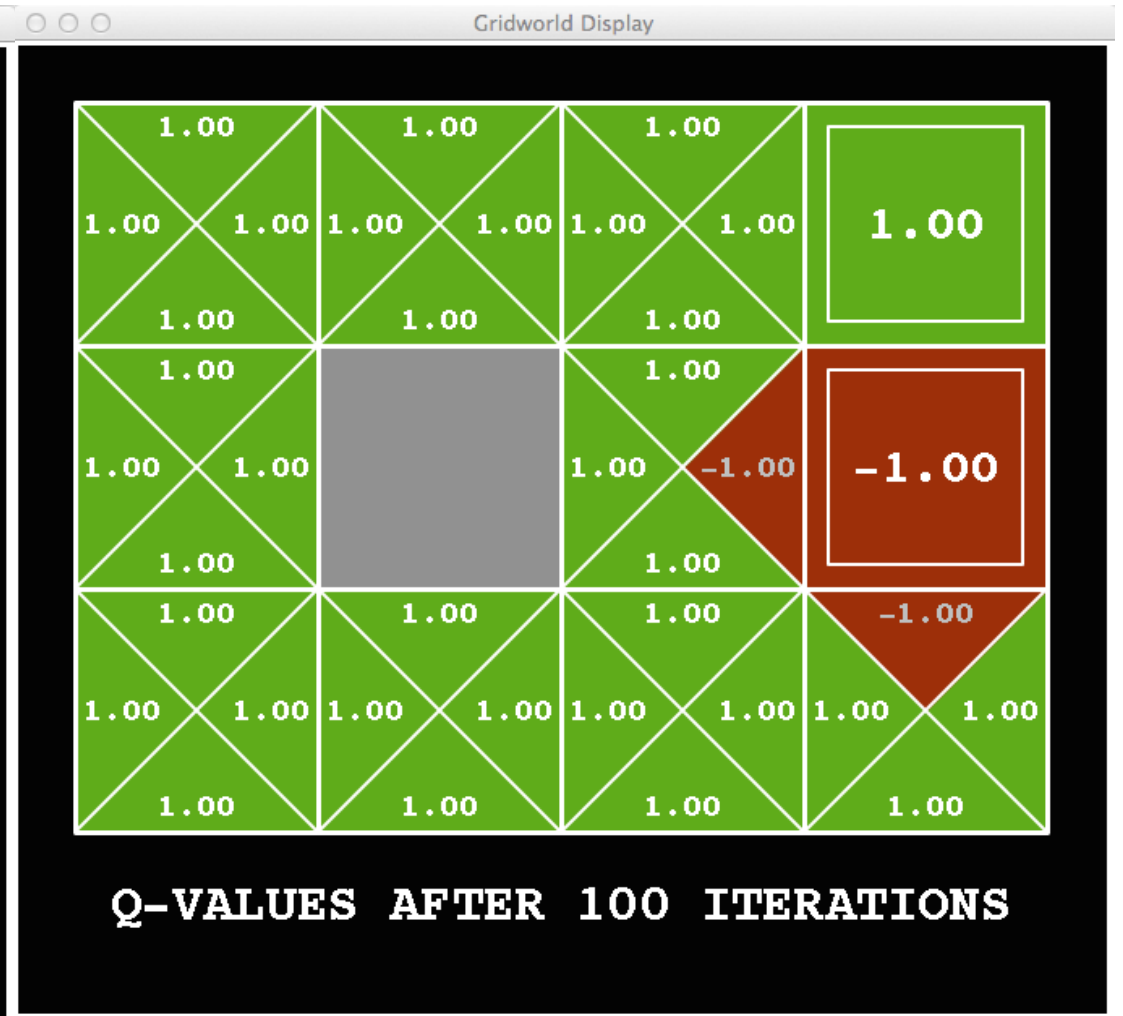 Gridworld Display
1.00 1.00 1.00
1.00 1.00 1.00 1.00 1.00 1.00 1.00
1.00 1.00 1.00
1.00 1.00
1.00 1.00 1.00 -1.00 -1.00
1.00 1.00
1.00 1.00 1.00 -1.00
1.00 1.00 1.00 1.00 1.00 1.00 1.00 1.00
1.00 1.00 1.00 1.00
Q-VALUES AFTER 100 ITERATIONS